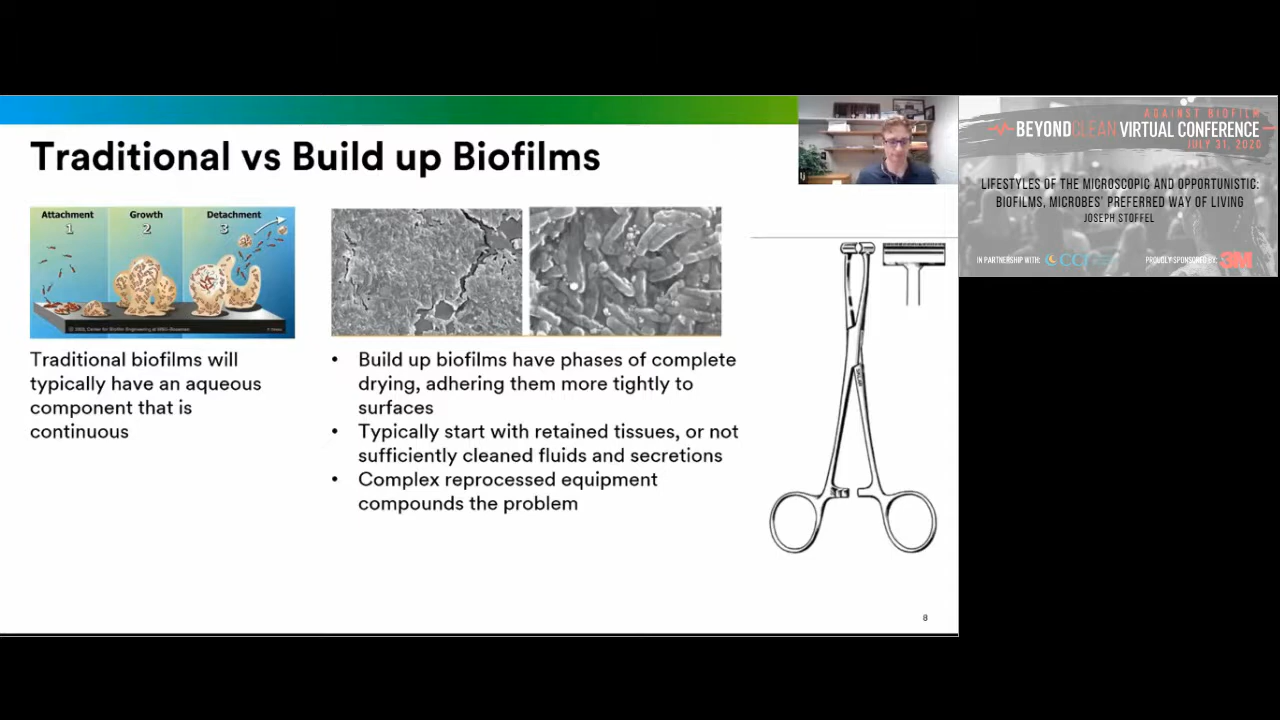 Traditional vs Build up Biofilms
Attachment
1
Growth
2
Detachment
3
Traditional biofilms will
typically have an aqueous
component that is
continuous
• Build up biofilms have phases of complete
drying, adhering them more tightly to
surfaces
• Typically start with retained tissues, or not
sufficiently cleaned fluids and secretions
• Complex reprocessed equipment
compounds the problem
8
AGAINST BIOFILM
BEYONDCLEAN VIRTUAL CONFERENCE
JULY 31, 2020
LIFESTYLES OF THE MICROSCOPIC AND OPPORTUNISTIC:
BIOFILMS, MICROBES' PREFERRED WAY OF LIVING
JOSEPH STOFFEL
IN PARTNERSHIP WITH: CCI
PROUDLY SPONSORED BY: 3M